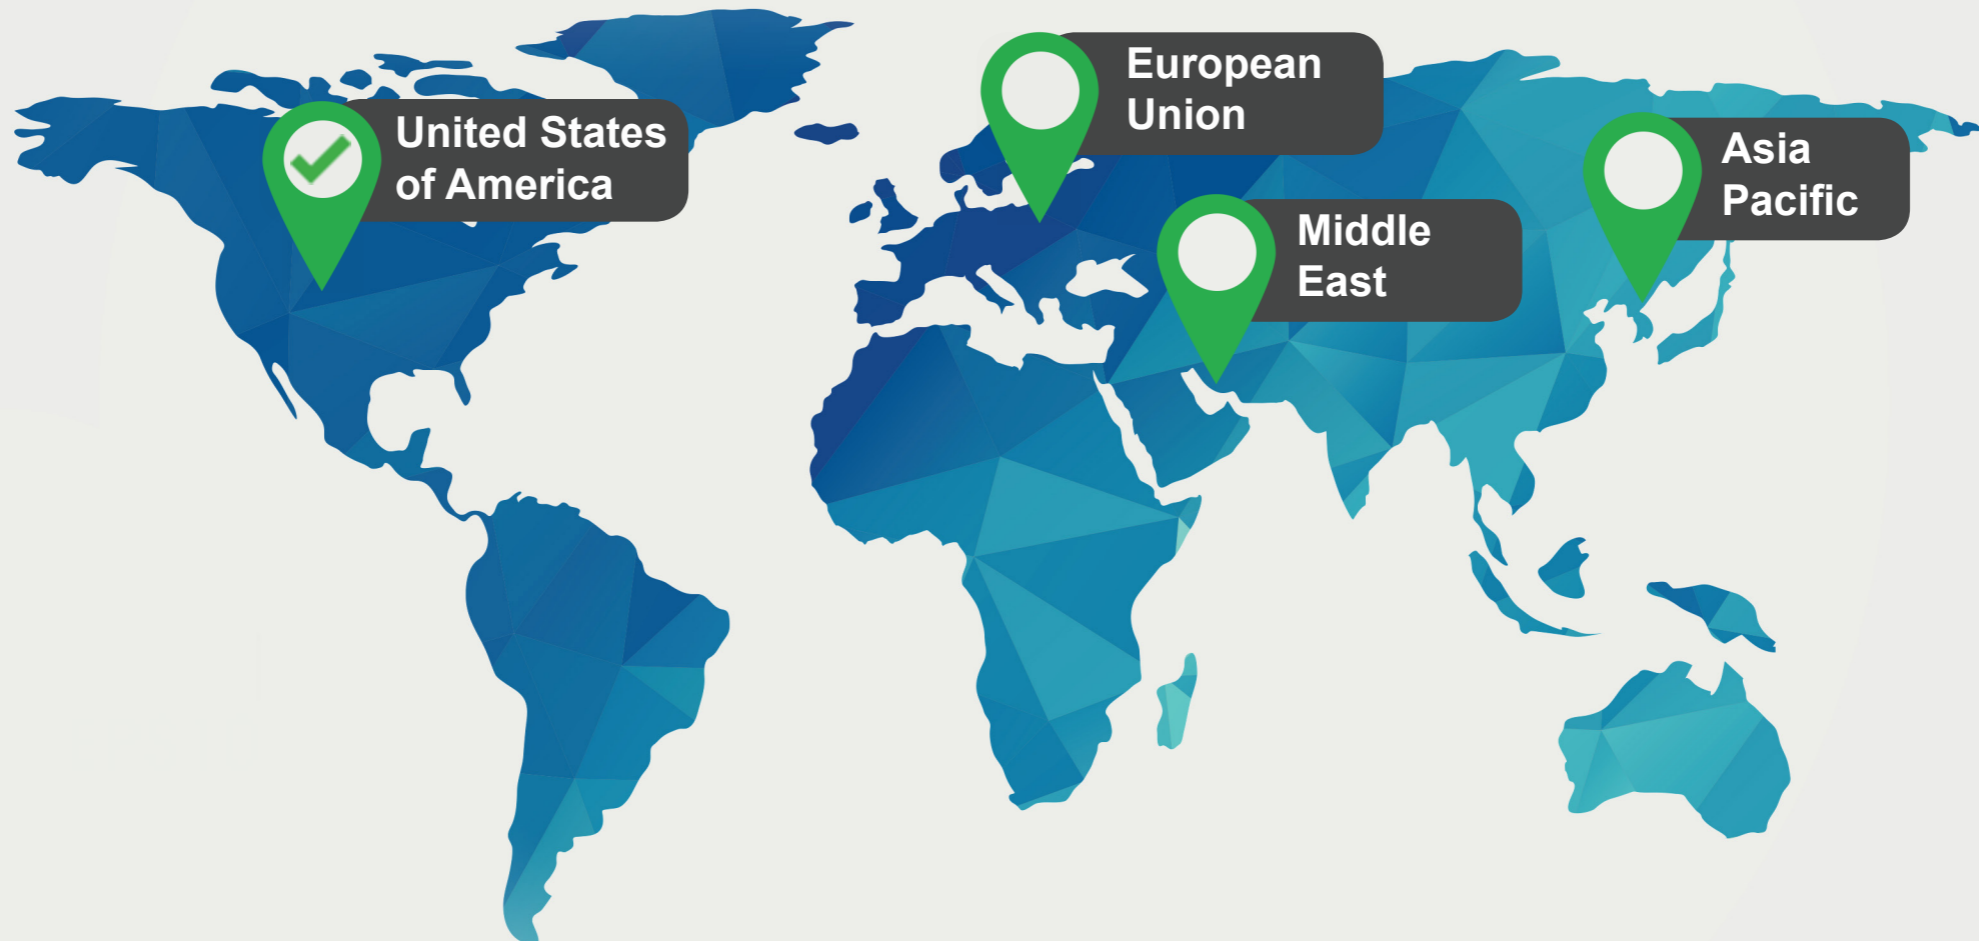 United States
of America
European
Union
Middle
East
Asia
Pacific